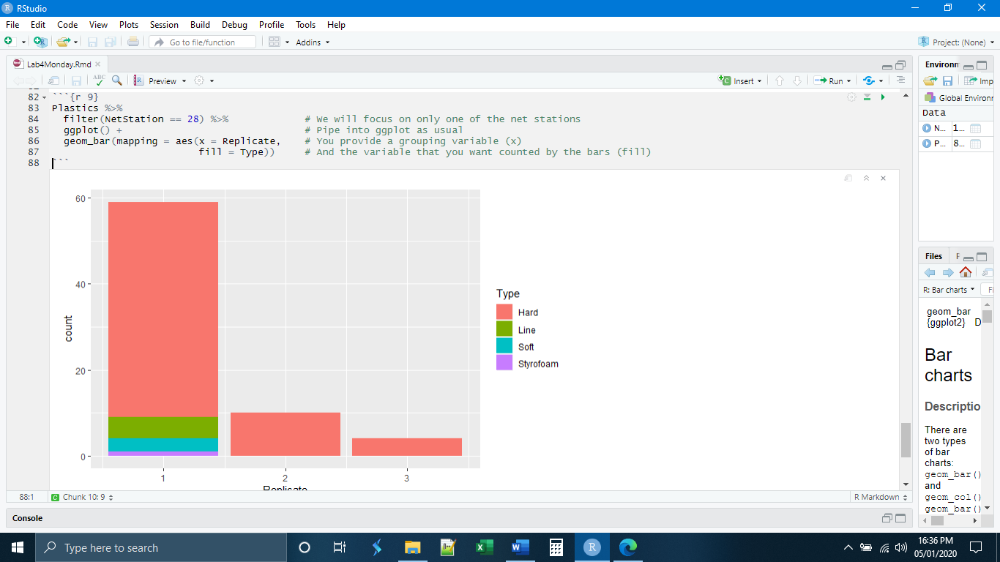 RStudio
File Edit Code View Plots Session Build Debug Profile Tools Help
Go to file/function Addins Project: (None)
Lab4Monday.Rmd
ABC Preview Insert Run
82 ```{r 9}
83 Plastics %>%
84 filter(NetStation == 28) %>% # We will focus on only one of the net stations
85 ggplot() + # Pipe into ggplot as usual
86 geom_bar(mapping = aes(x = Replicate, # You provide a grouping variable (x)
87 fill = Type)) # And the variable that you want counted by the bars (fill)
88 ```
60
40
20
0
count
1 2 3
Replicate
Type
Hard
Line
Soft
Styrofoam
88:1 Chunk 10: 9 R Markdown
Console
Environm
Imp
Global Environm
Data
N... 1...
P... 8...
Files
R: Bar charts Fi
geom_bar
{ggplot2} D
Bar
charts
Descriptio
There are
two types
of bar
charts:
geom_bar()
and
geom_col()
geom_bar()
Type here to search
16:36 PM
05/01/2020